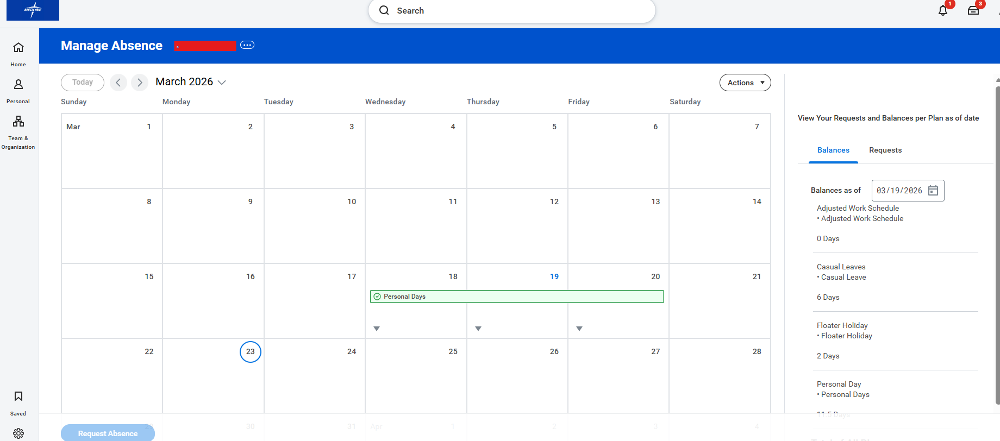 MEDLINE
Search
1
3
Manage Absence
Home
Personal
Team &
Organization
Saved
Today
March 2026
Actions
Sunday Monday Tuesday Wednesday Thursday Friday Saturday
Mar 1 2 3 4 5 6 7
8 9 10 11 12 13 14
15 16 17 18 19 20 21
Personal Days
22 23 24 25 26 27 28
29 30 31 Apr 1 2 3 4
Request Absence
View Your Requests and Balances per Plan as of date
Balances Requests
Balances as of 03/19/2026
Adjusted Work Schedule
• Adjusted Work Schedule
0 Days
Casual Leaves
• Casual Leave
6 Days
Floater Holiday
• Floater Holiday
2 Days
Personal Day
• Personal Days
11.5 Days